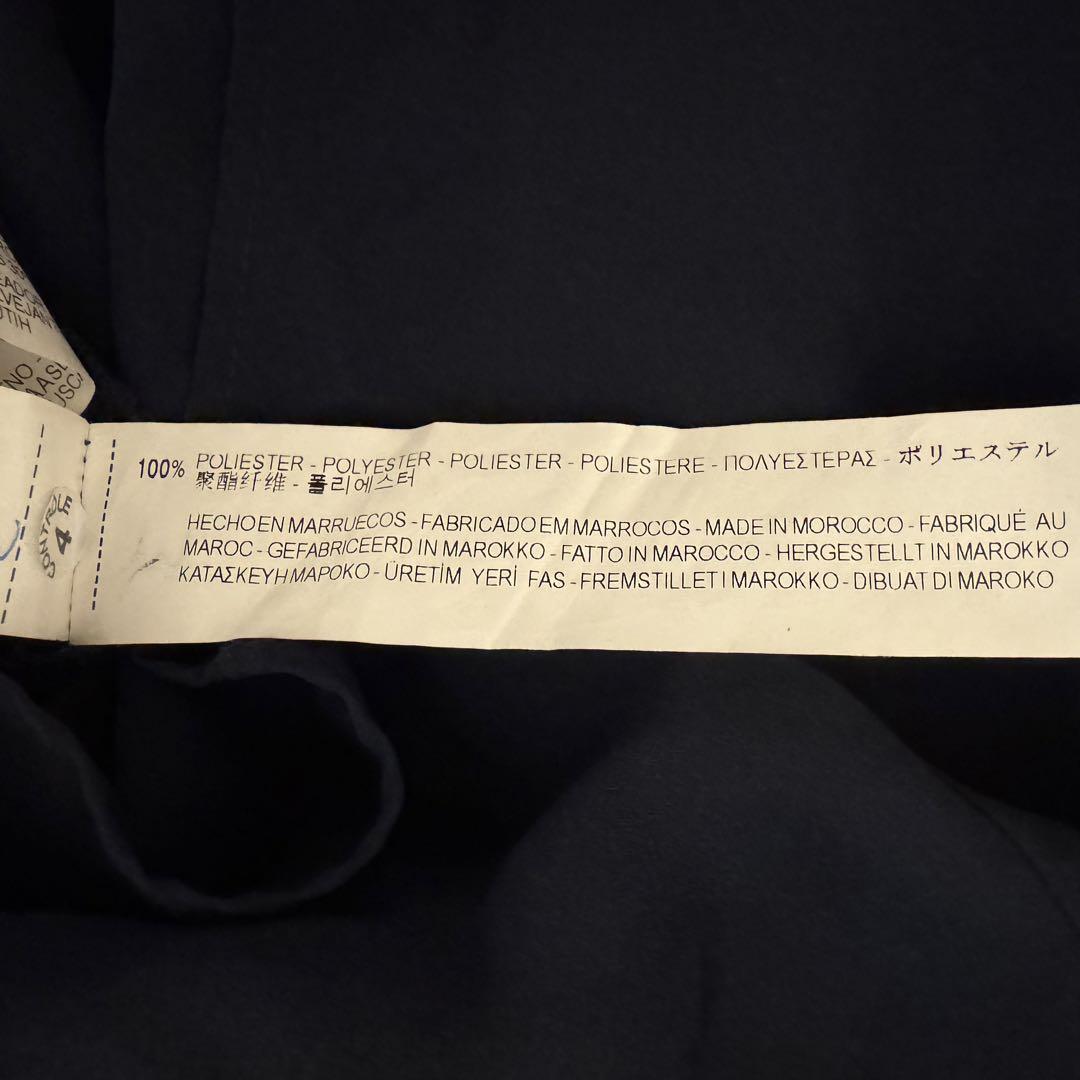 100% POLIESTER - POLYESTER - POLIESTER - POLIESTERE - ΠΟΛΥΕΣΤΕΡΑΣ - ポリエステル
聚酯纤维 - 폴리에스터
HECHO EN MARRUECOS - FABRICADO EM MARROCOS - MADE IN MOROCCO - FABRIQUÉ AU
MAROC - GEFABRICEERD IN MAROKKO - FATTO IN MAROCCO - HERGESTELLT IN MAROKKO
ΚΑΤΑΣΚΕΥΗ ΜΑΡΟΚΟ - ÜRETİM YERİ FAS - FREMSTILLET I MAROKKO - DIBUAT DI MAROKO
CONTROLE
4